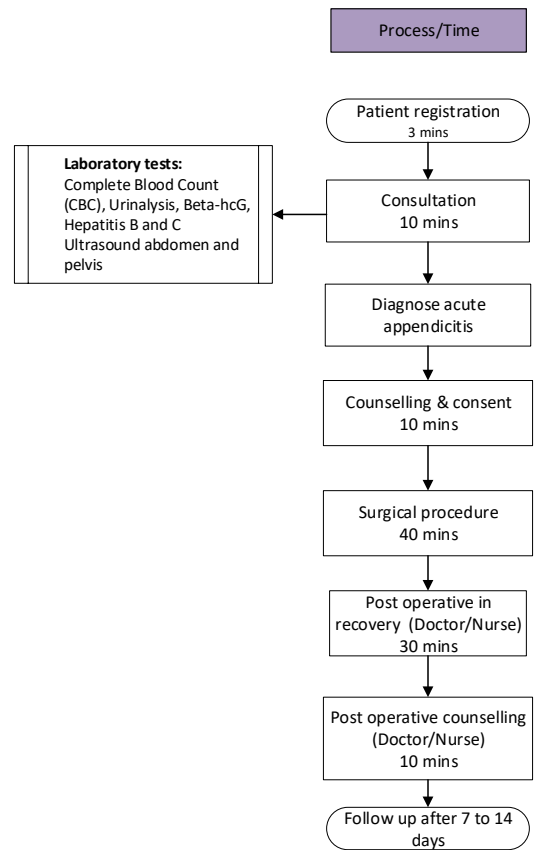 Process/Time
Patient registration
3 mins
Laboratory tests:
Complete Blood Count
(CBC), Urinalysis, Beta-hcG,
Hepatitis B and C
Ultrasound abdomen and
pelvis
Consultation
10 mins
Diagnose acute
appendicitis
Counselling & consent
10 mins
Surgical procedure
40 mins
Post operative in
recovery (Doctor/Nurse)
30 mins
Post operative counselling
(Doctor/Nurse)
10 mins
Follow up after 7 to 14
days